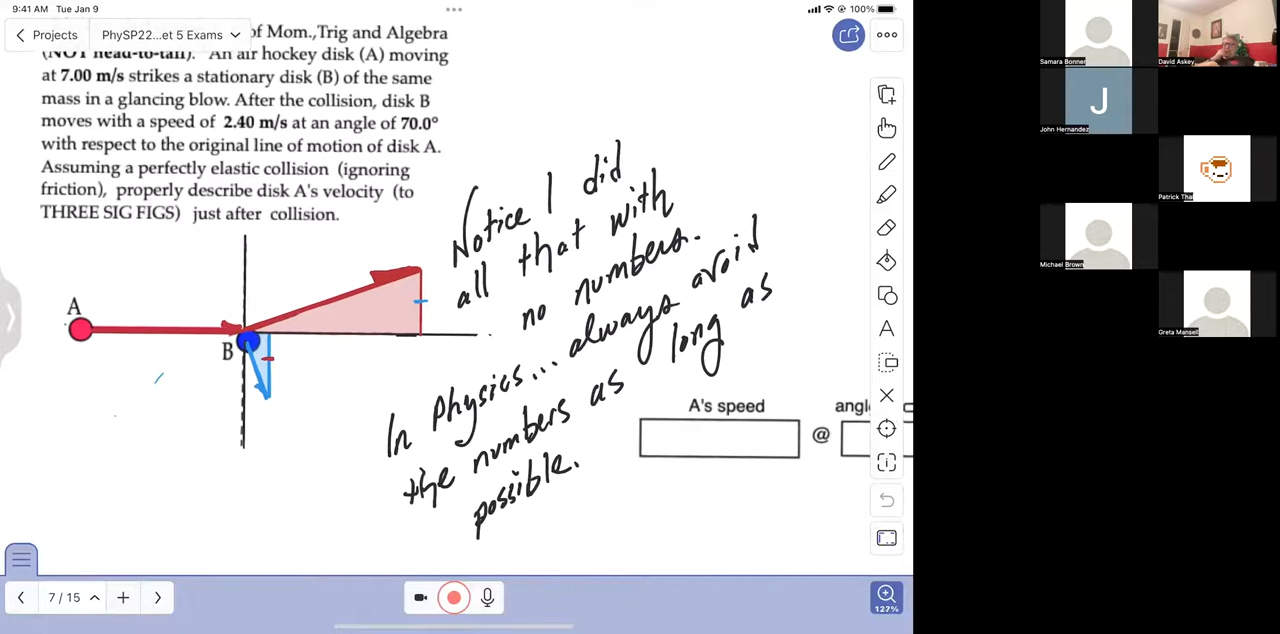 9:41 AM Tue Jan 9
100%
Projects
PhySP22...et 5 Exams
of Mom.,Trig and Algebra
(NOT head-to-tail). An air hockey disk (A) moving
at 7.00 m/s strikes a stationary disk (B) of the same
mass in a glancing blow. After the collision, disk B
moves with a speed of 2.40 m/s at an angle of 70.0°
with respect to the original line of motion of disk A.
Assuming a perfectly elastic collision (ignoring
friction), properly describe disk A's velocity (to
THREE SIG FIGS) just after collision.
A
B
Notice I did
all that with
no numbers.
In physics... always avoid
the numbers as long as
possible.
A's speed
@
angl
A
7 / 15
127%
Samara Bonner
David Askey
J
John Hernandez
Patrick Thai
Michael Brown
Greta Mansell